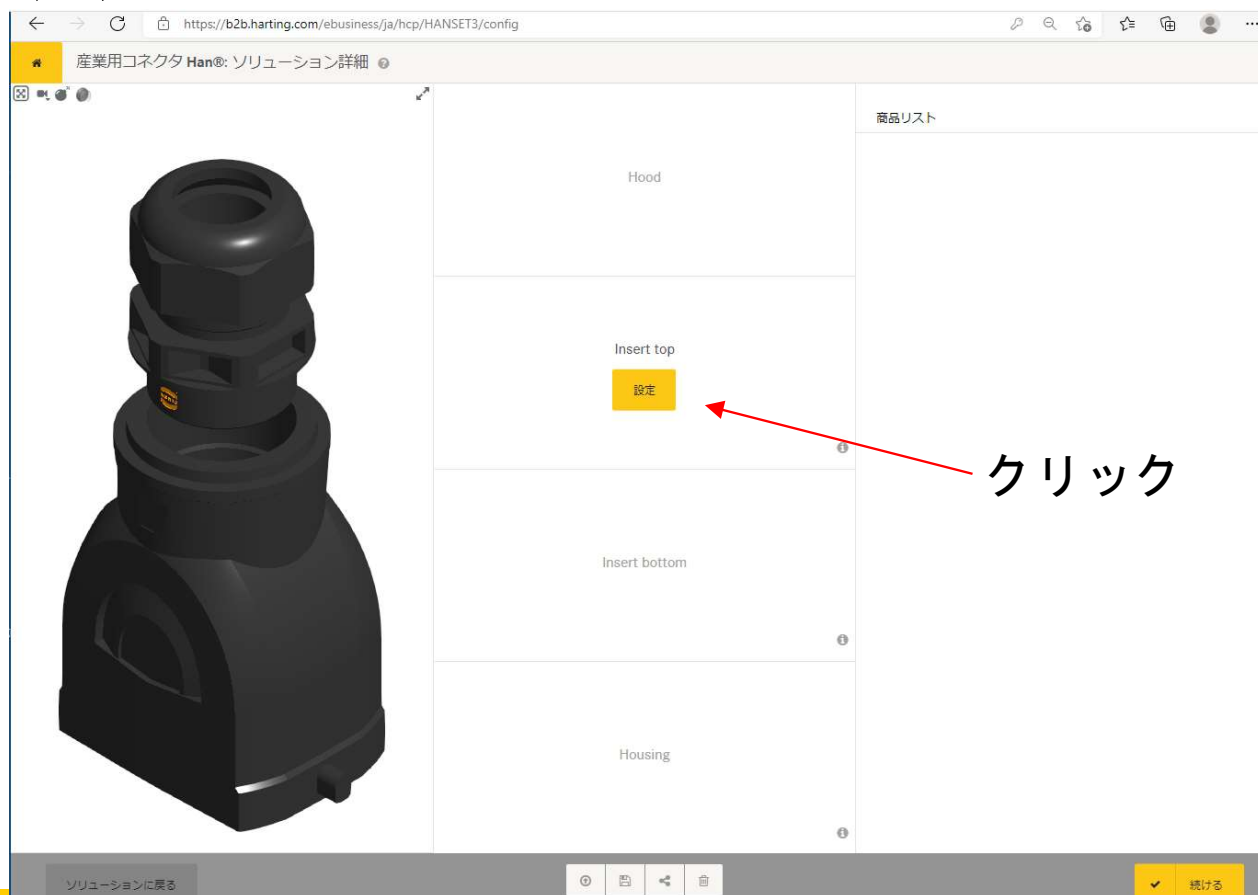 https://b2b.harting.com/ebusiness/ja/hcp/HANSET3/config
産業用コネクタ Han®: ソリューション詳細
商品リスト
Hood
Insert top
設定
クリック
Insert bottom
Housing
ソリューションに戻る
続ける